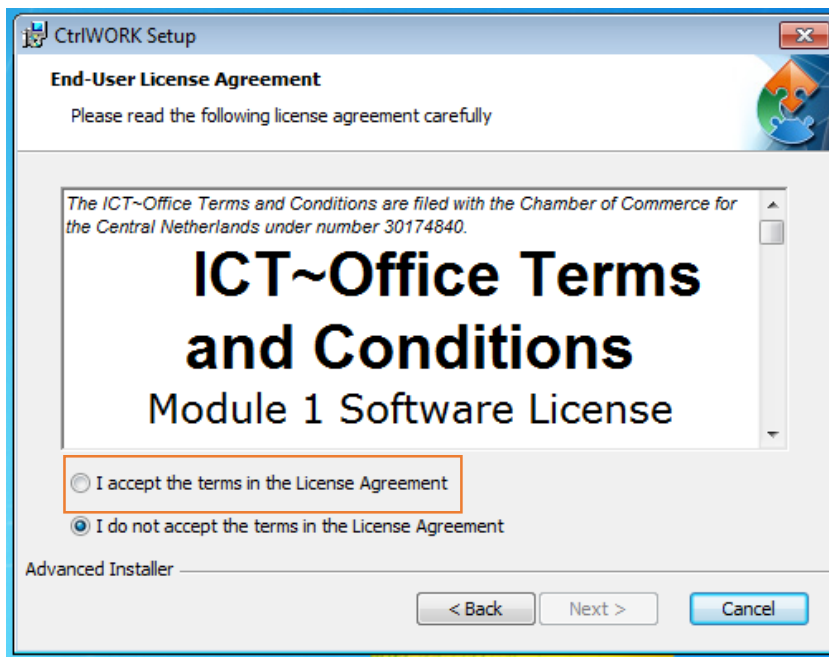 CtrlWORK Setup
End-User License Agreement
Please read the following license agreement carefully
The ICT~Office Terms and Conditions are filed with the Chamber of Commerce for
the Central Netherlands under number 30174840.
ICT~Office Terms
and Conditions
Module 1 Software License
I accept the terms in the License Agreement
I do not accept the terms in the License Agreement
Advanced Installer
< Back Next > Cancel